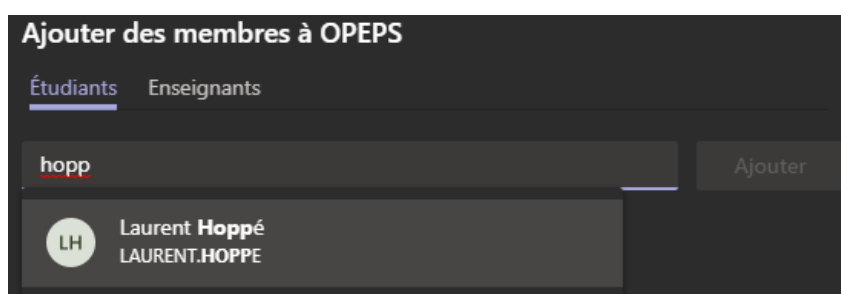 Ajouter des membres à OPEPS
Étudiants Enseignants
hopp Ajouter
LH Laurent Hoppé
LAURENT.HOPPE